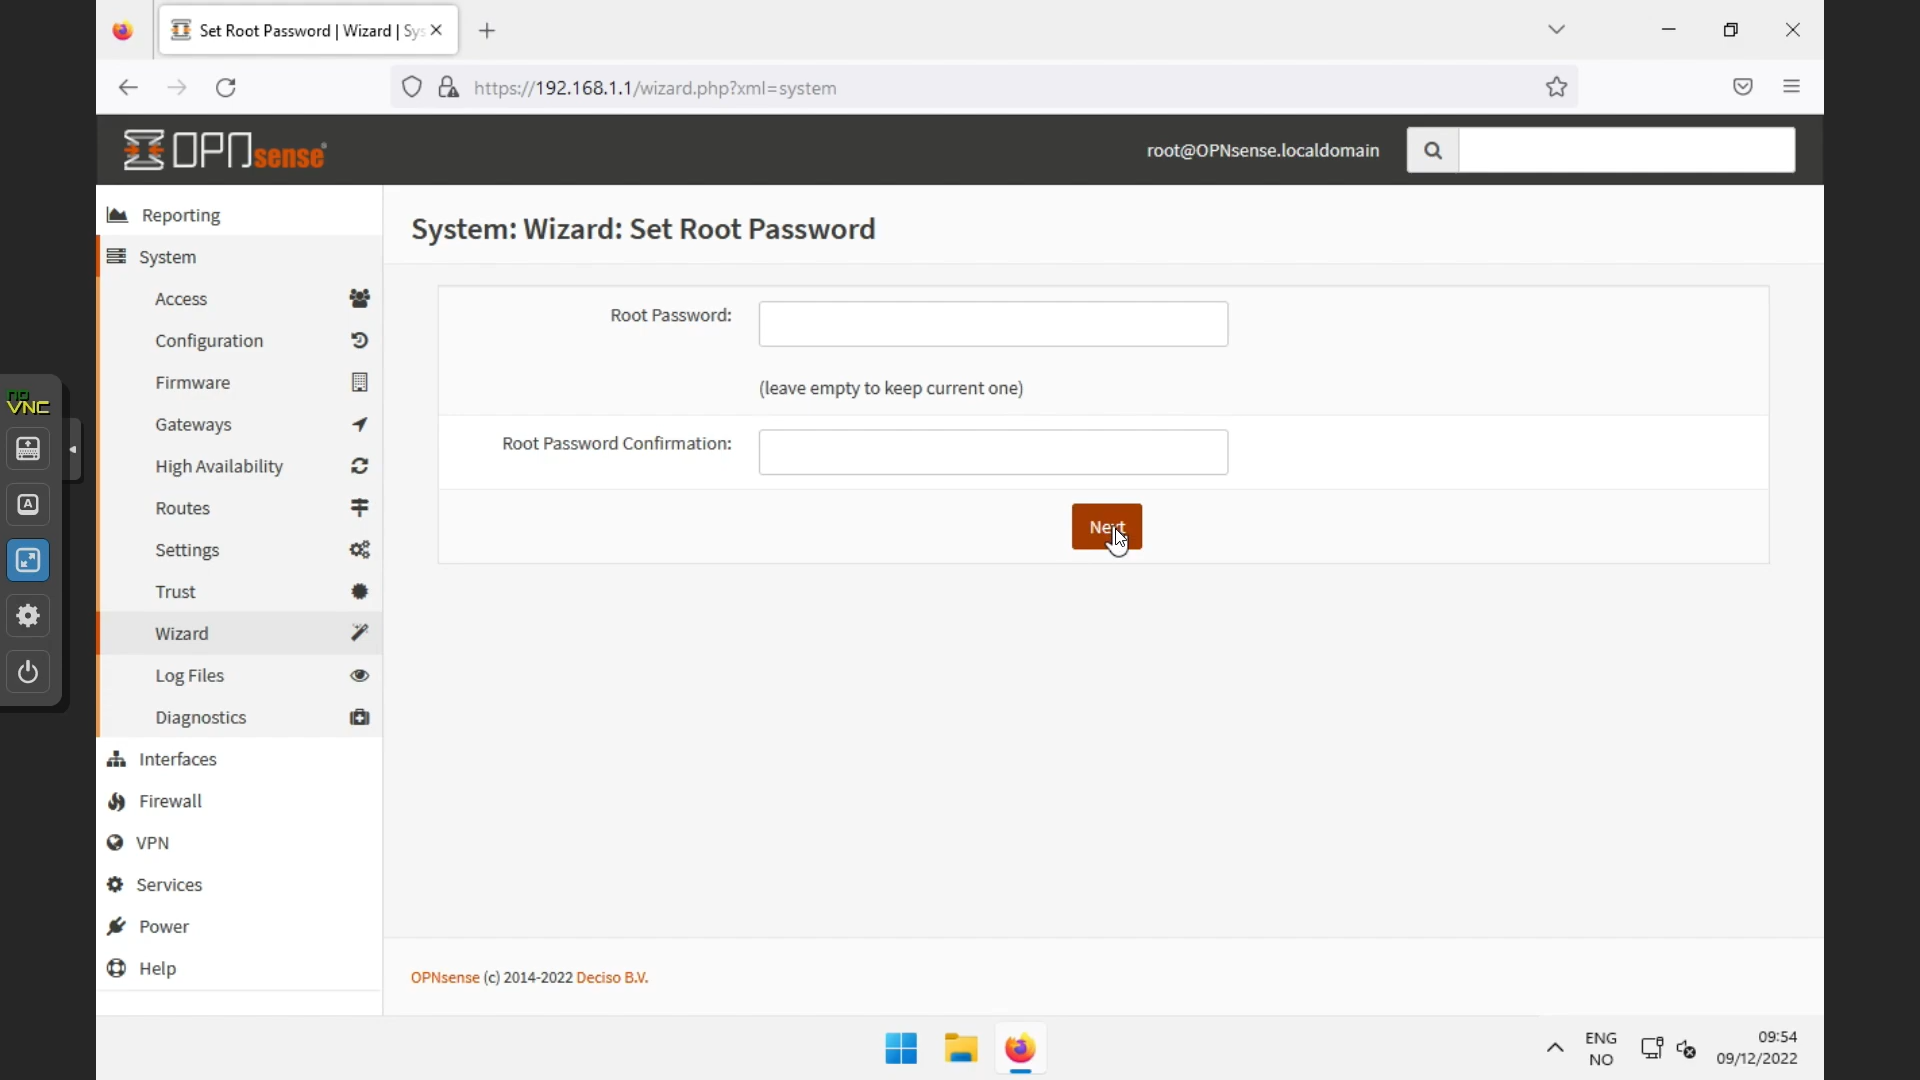 Set Root Password | Wizard | Sys
https://192.168.1.1/wizard.php?xml=system
OPNsense
root@OPNsense.localdomain
Reporting
System: Wizard: Set Root Password
System
Access
Configuration
Firmware
Gateways
High Availability
Routes
Settings
Trust
Wizard
Log Files
Diagnostics
Interfaces
Firewall
VPN
Services
Power
Help
Root Password:
(leave empty to keep current one)
Root Password Confirmation:
Next
OPNsense (c) 2014-2022 Deciso B.V.
no
VNC
A
ENG
NO
09:54
09/12/2022